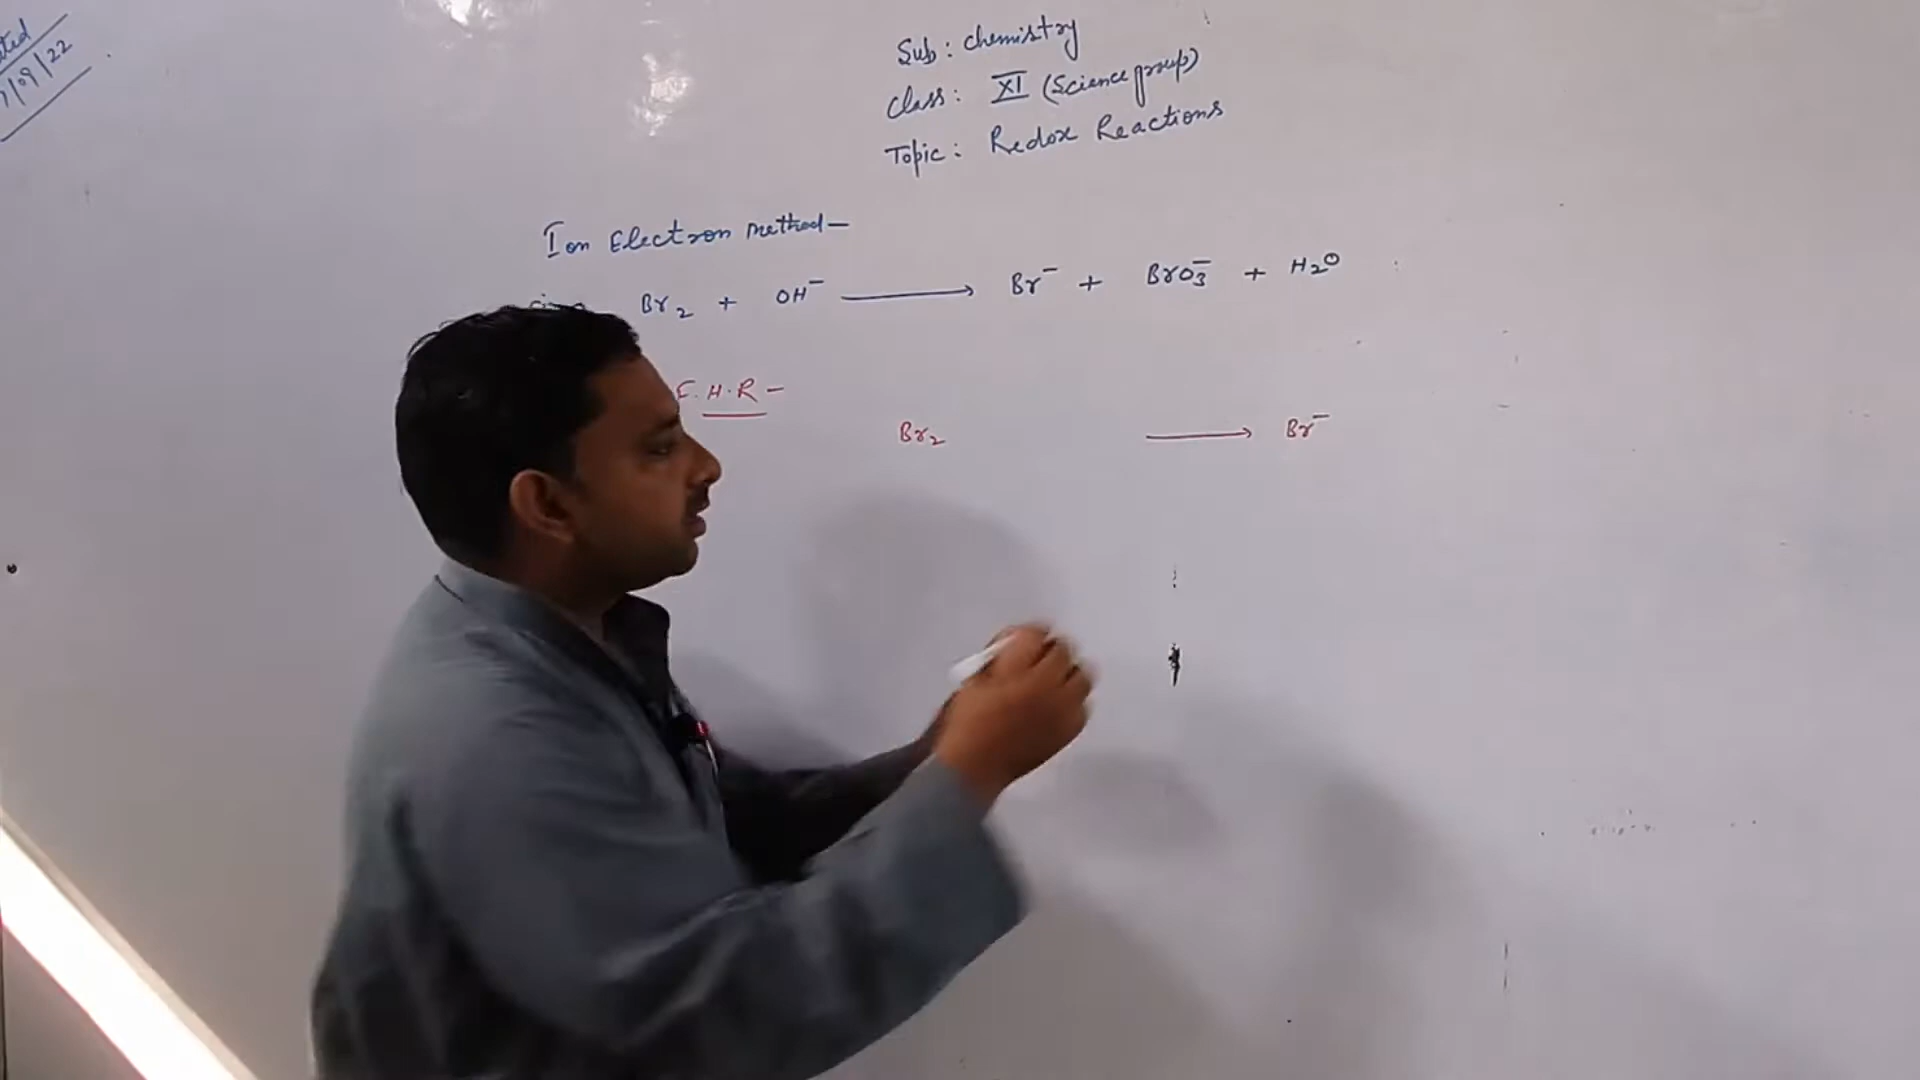 /09/22
Sub: chemistry
Class: XI (Science group)
Topic: Redox Reactions
Ion Electron method-
Br2 + OH⁻ ⟶ Br⁻ + BrO3⁻ + H2O
H.R -
Br2 ⟶ Br⁻